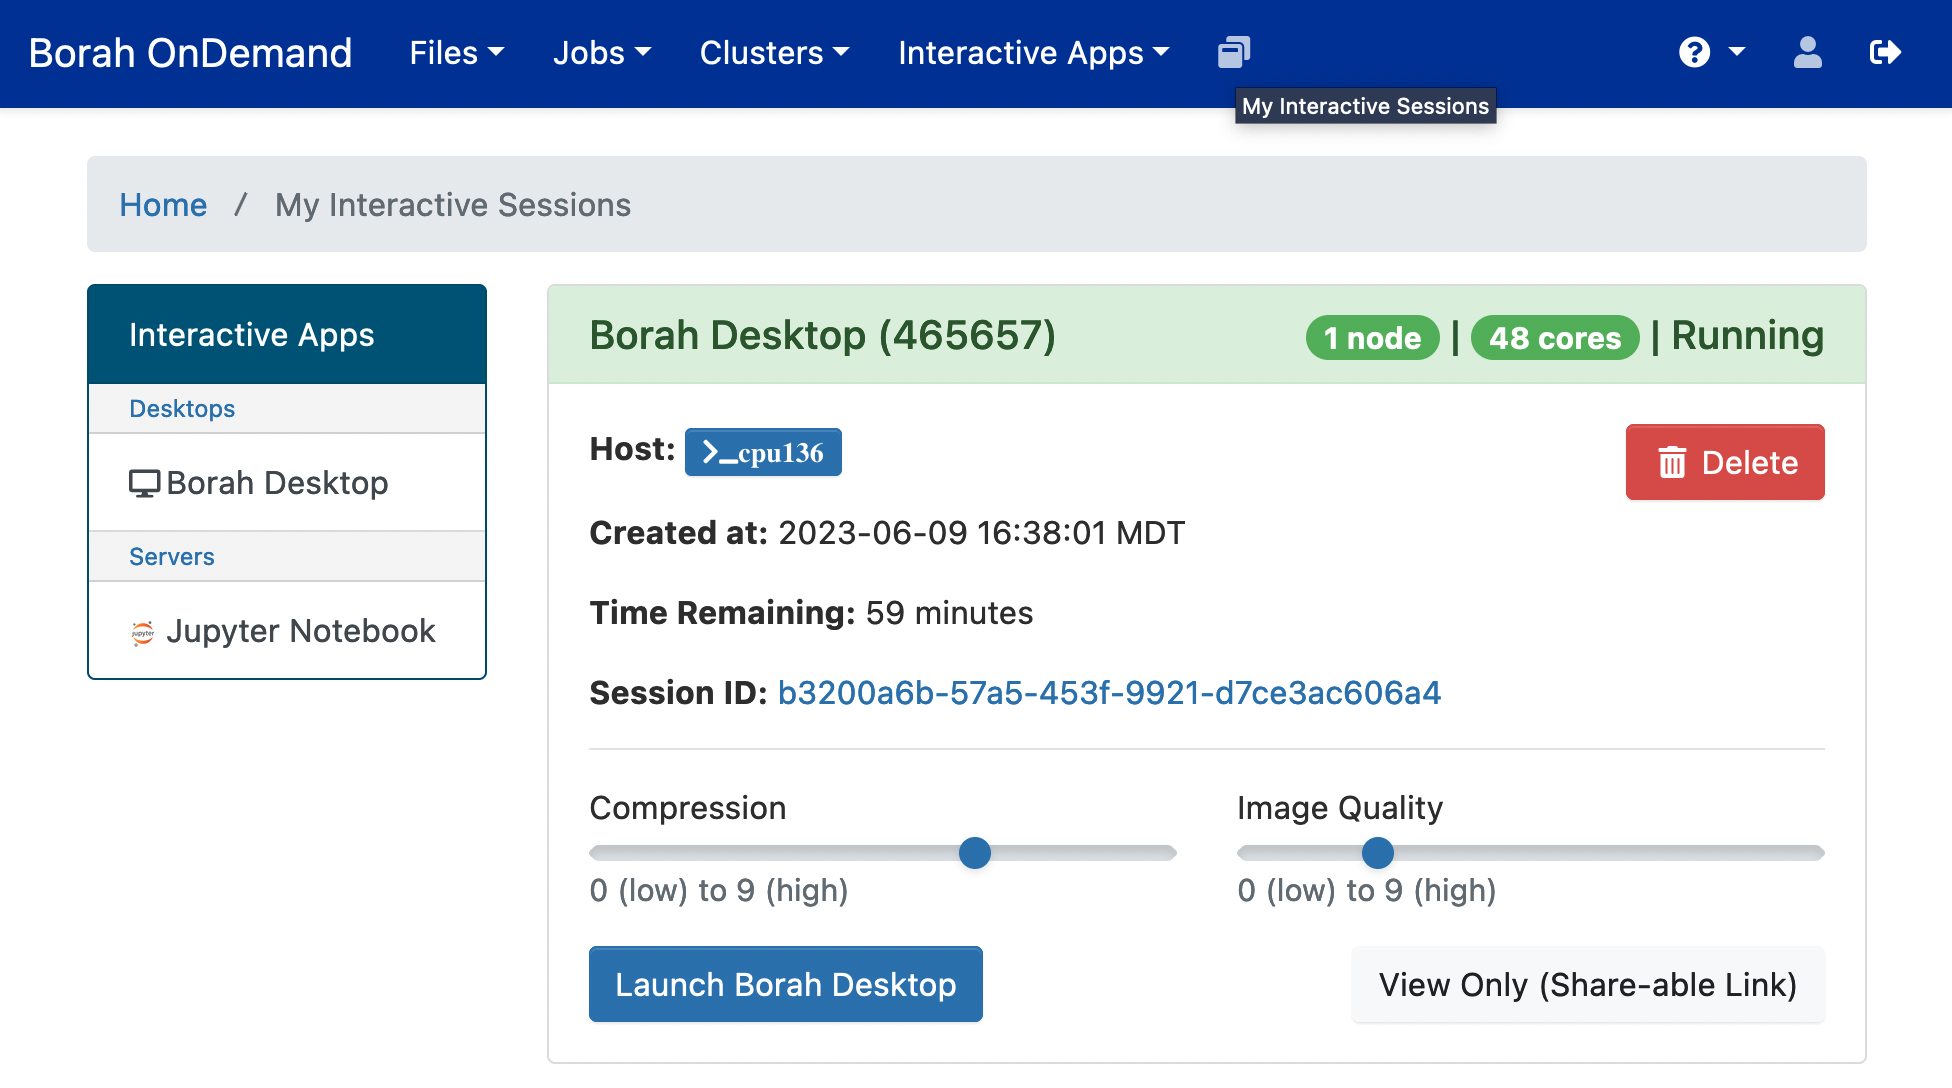 Borah OnDemand Files Jobs Clusters Interactive Apps
My Interactive Sessions
Home / My Interactive Sessions
Interactive Apps
Desktops
Borah Desktop
Servers
Jupyter Notebook
Borah Desktop (465657) 1 node | 48 cores | Running
Host: >_cpu136
Delete
Created at: 2023-06-09 16:38:01 MDT
Time Remaining: 59 minutes
Session ID: b3200a6b-57a5-453f-9921-d7ce3ac606a4
Compression
0 (low) to 9 (high)
Image Quality
0 (low) to 9 (high)
Launch Borah Desktop
View Only (Share-able Link)